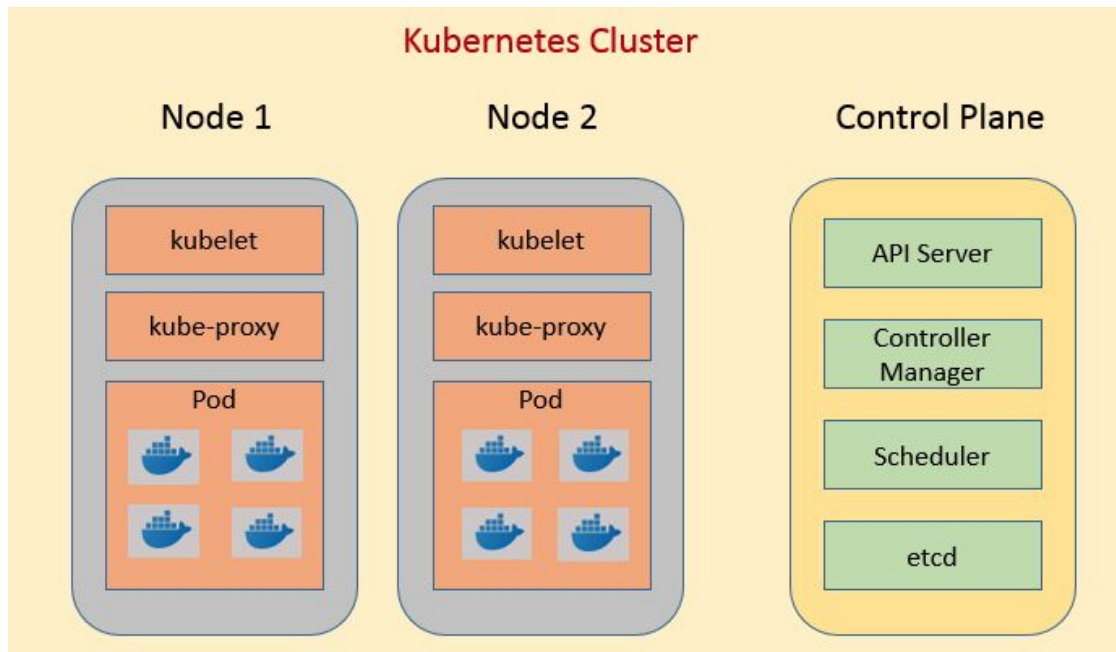 Kubernetes Cluster
Node 1
kubelet
kube-proxy
Pod
Node 2
kubelet
kube-proxy
Pod
Control Plane
API Server
Controller
Manager
Scheduler
etcd